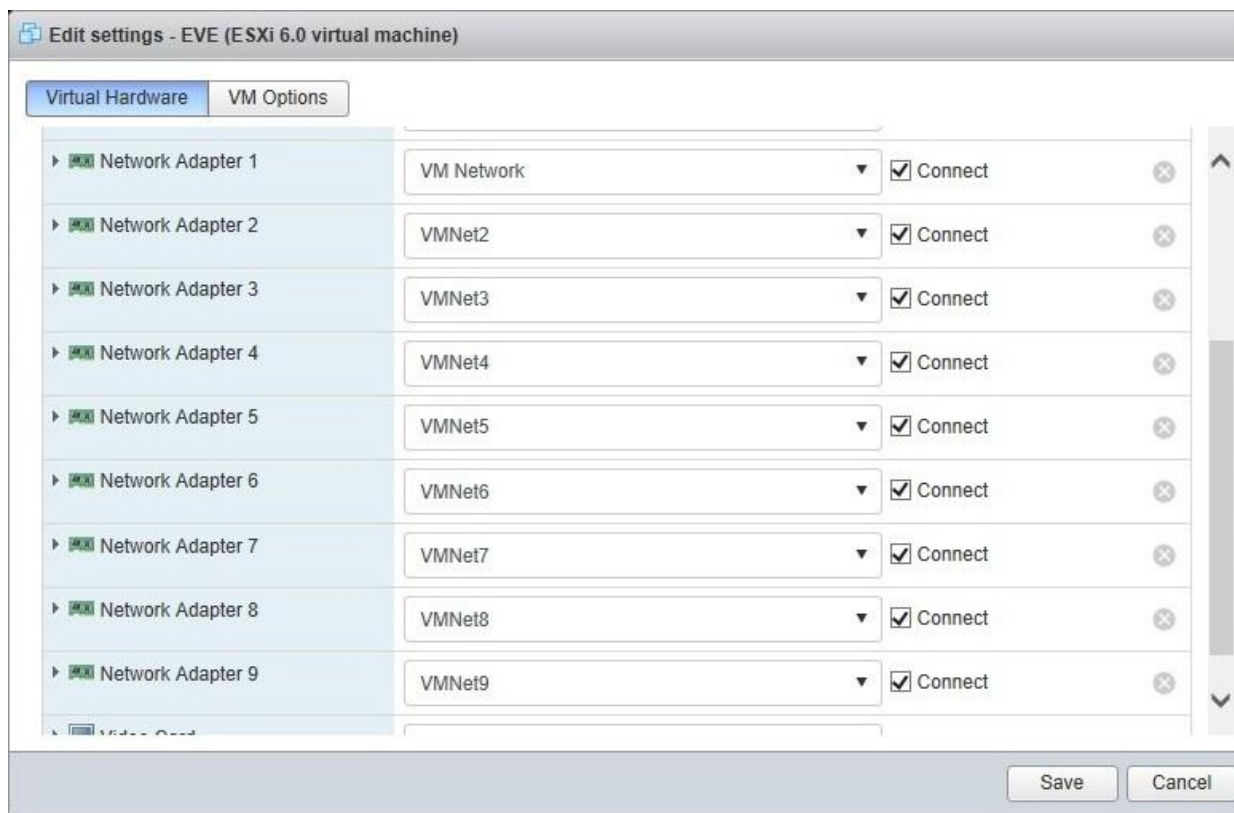 Edit settings - EVE (ESXi 6.0 virtual machine)
Virtual Hardware VM Options
Network Adapter 1 VM Network Connect
Network Adapter 2 VMNet2 Connect
Network Adapter 3 VMNet3 Connect
Network Adapter 4 VMNet4 Connect
Network Adapter 5 VMNet5 Connect
Network Adapter 6 VMNet6 Connect
Network Adapter 7 VMNet7 Connect
Network Adapter 8 VMNet8 Connect
Network Adapter 9 VMNet9 Connect
Video Card
Save Cancel